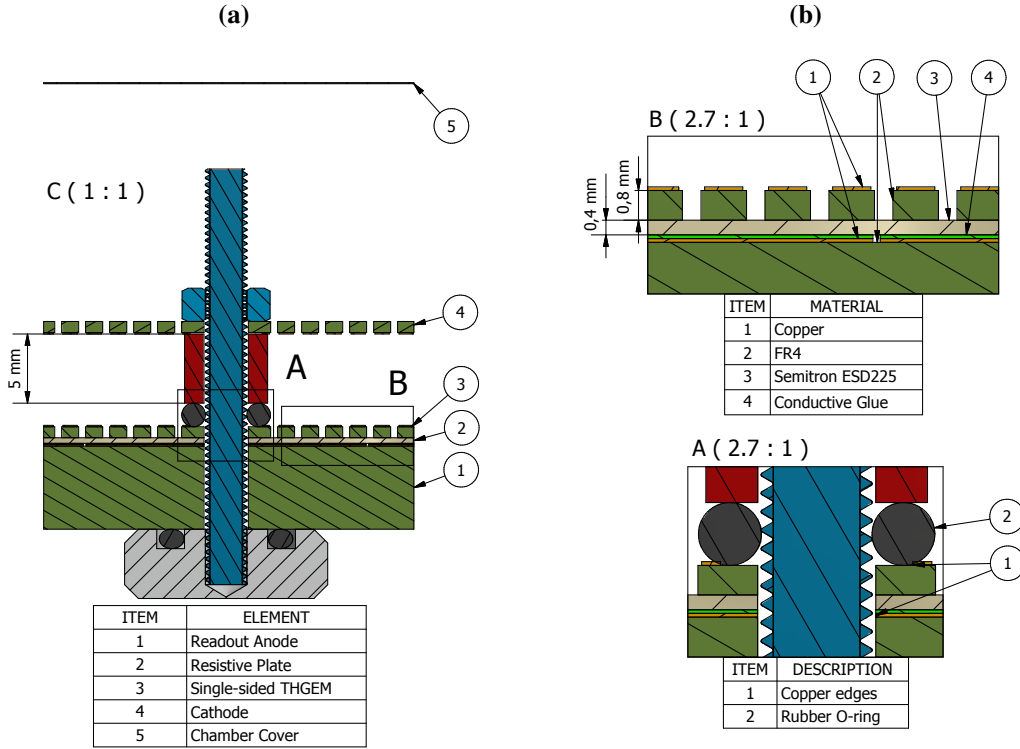 (a)
5
C ( 1 : 1 )
4
5 mm
A
B
3
2
1
ITEM ELEMENT
1 Readout Anode
2 Resistive Plate
3 Single-sided THGEM
4 Cathode
5 Chamber Cover
(b)
1 2 3 4
B ( 2.7 : 1 )
0,8 mm
0,4 mm
ITEM MATERIAL
1 Copper
2 FR4
3 Semitron ESD225
4 Conductive Glue
A ( 2.7 : 1 )
2
1
ITEM DESCRIPTION
1 Copper edges
2 Rubber O-ring